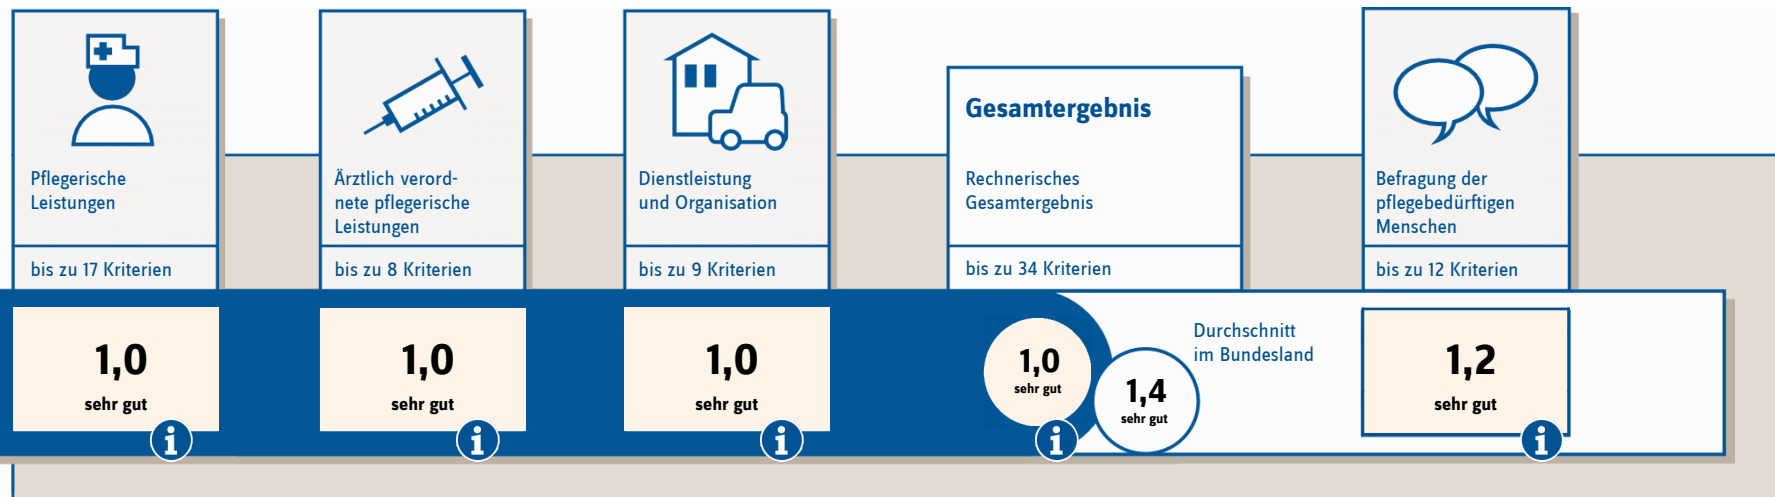 Pflegerische
Leistungen
bis zu 17 Kriterien
1,0
sehr gut
i
Ärztlich verord-
nete pflegerische
Leistungen
bis zu 8 Kriterien
1,0
sehr gut
i
Dienstleistung
und Organisation
bis zu 9 Kriterien
1,0
sehr gut
i
Gesamtergebnis
Rechnerisches
Gesamtergebnis
bis zu 34 Kriterien
1,0
sehr gut
i
1,4
sehr gut
Durchschnitt
im Bundesland
Befragung der
pflegebedürftigen
Menschen
bis zu 12 Kriterien
1,2
sehr gut
i